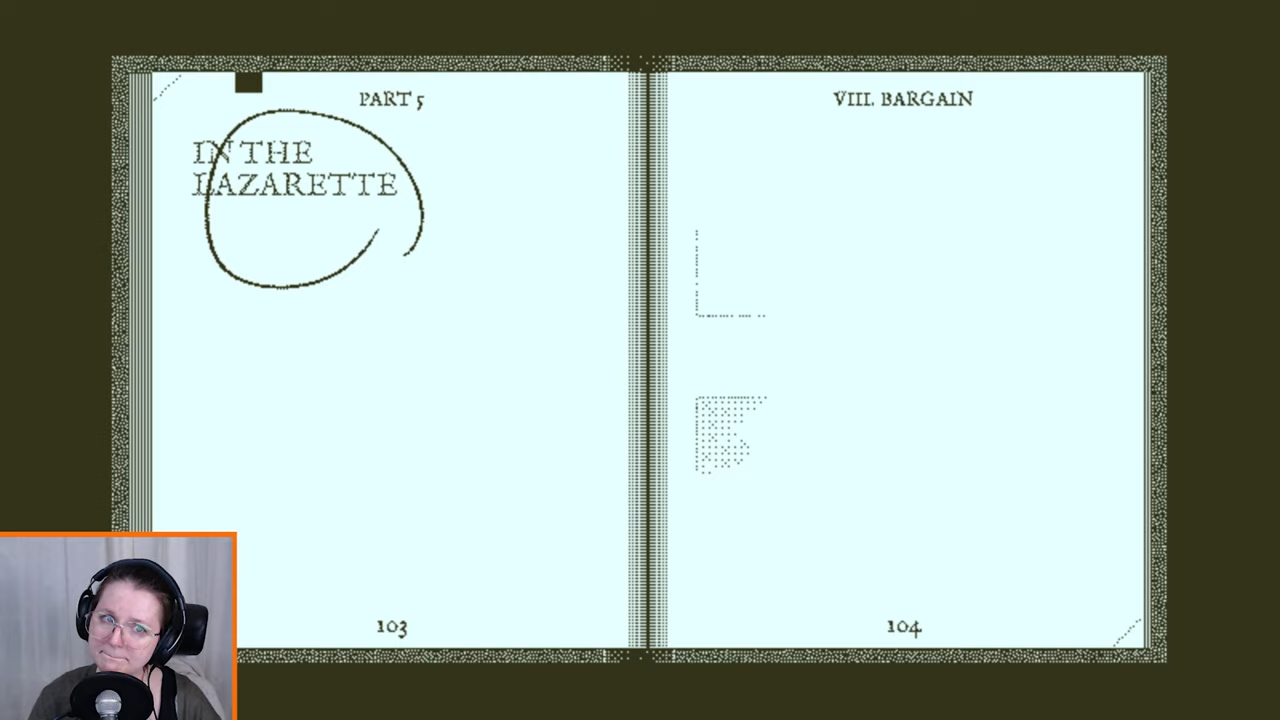 PART 5
IN THE
LAZARETTE
103
VIII. BARGAIN
104